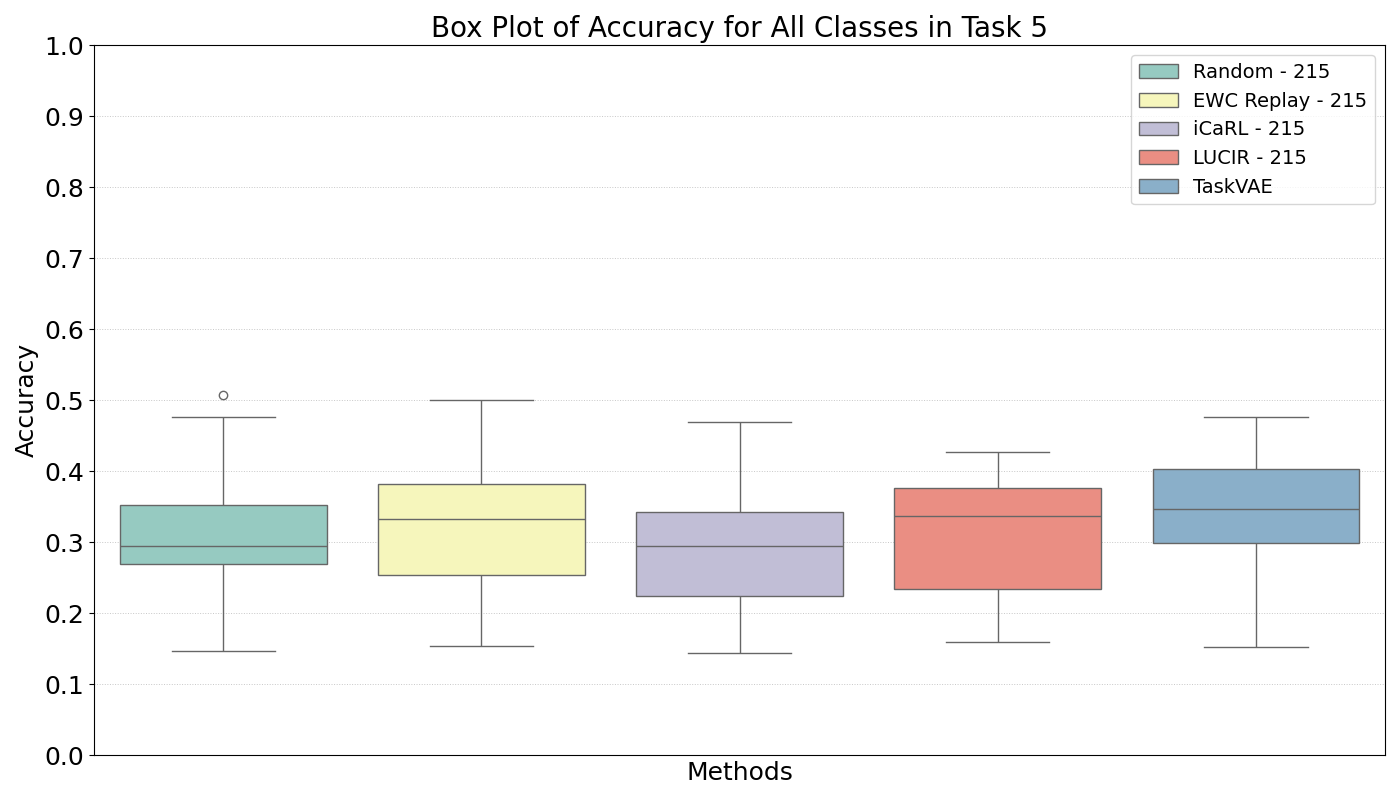 Box Plot of Accuracy for All Classes in Task 5
1.0
0.9
0.8
0.7
0.6
0.5
0.4
0.3
0.2
0.1
0.0
Accuracy
Methods
Random - 215
EWC Replay - 215
iCaRL - 215
LUCIR - 215
TaskVAE